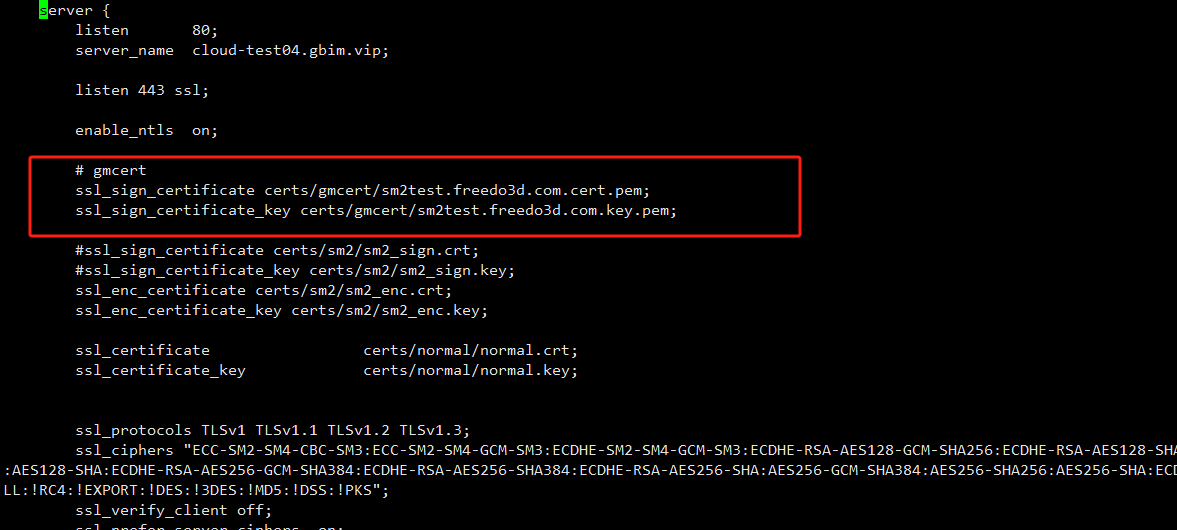 server {
listen 80;
server_name cloud-test04.gbim.vip;
listen 443 ssl;
enable_ntls on;
# gmcert
ssl_sign_certificate certs/gmcert/sm2test.freedo3d.com.cert.pem;
ssl_sign_certificate_key certs/gmcert/sm2test.freedo3d.com.key.pem;
#ssl_sign_certificate certs/sm2/sm2_sign.crt;
#ssl_sign_certificate_key certs/sm2/sm2_sign.key;
ssl_enc_certificate certs/sm2/sm2_enc.crt;
ssl_enc_certificate_key certs/sm2/sm2_enc.key;
ssl_certificate certs/normal/normal.crt;
ssl_certificate_key certs/normal/normal.key;
ssl_protocols TLSv1 TLSv1.1 TLSv1.2 TLSv1.3;
ssl_ciphers "ECC-SM2-SM4-CBC-SM3:ECC-SM2-SM4-GCM-SM3:ECDHE-SM2-SM4-GCM-SM3:ECDHE-RSA-AES128-GCM-SHA256:ECDHE-RSA-AES128-SHA
:AES128-SHA:ECDHE-RSA-AES256-GCM-SHA384:ECDHE-RSA-AES256-SHA384:ECDHE-RSA-AES256-SHA:AES256-GCM-SHA384:AES256-SHA256:AES256-SHA:ECD
LL:!RC4:!EXPORT:!DES:!3DES:!MD5:!DSS:!PKS";
ssl_verify_client off;
ssl_prefer_server_ciphers on;